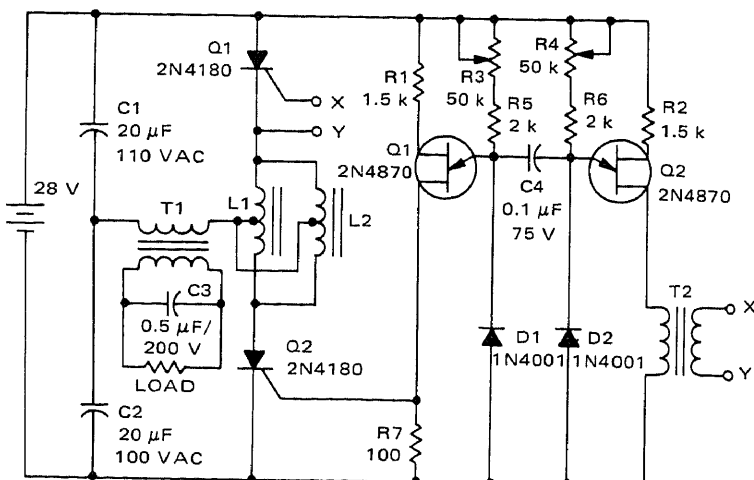 Q1
2N4180
X
Y
C1
20 µF
110 VAC
28 V
T1
L1
L2
C3
0.5 µF/
200 V
LOAD
Q2
2N4180
C2
20 µF
100 VAC
R1
1.5 k
R3
50 k
R4
50 k
R5
2 k
R6
2 k
R2
1.5 k
Q1
2N4870
C4
0.1 µF
75 V
Q2
2N4870
T2
X
Y
D1
1N4001
D2
1N4001
R7
100